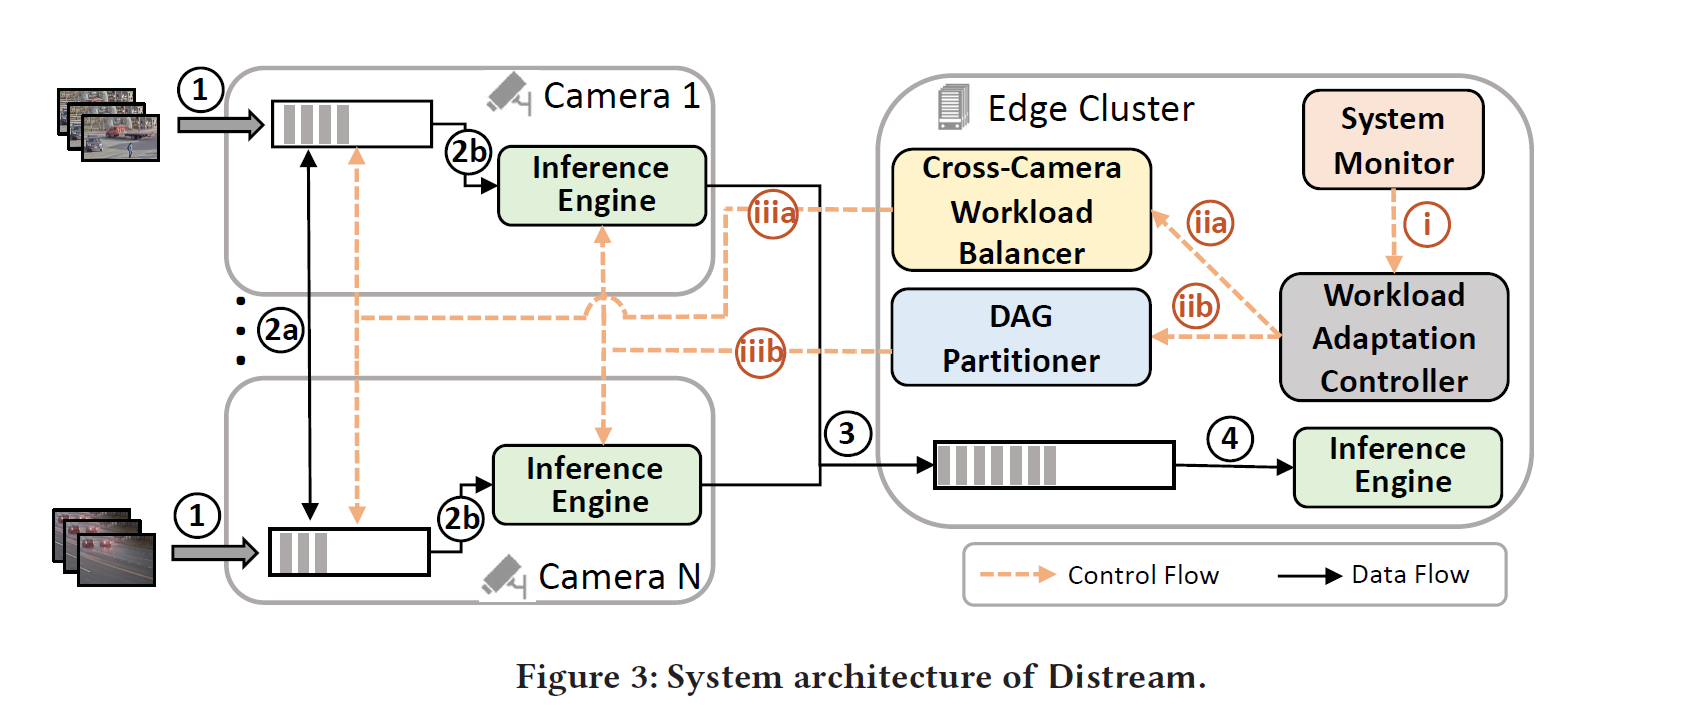 1
Camera 1
2b
Inference
Engine
2a
1
2b
Inference
Engine
Camera N
iiia
iiib
3
Edge Cluster
System
Monitor
Cross-Camera
Workload
Balancer
iia
i
iib
DAG
Partitioner
Workload
Adaptation
Controller
4
Inference
Engine
Control Flow
Data Flow
Figure 3: System architecture of Distream.